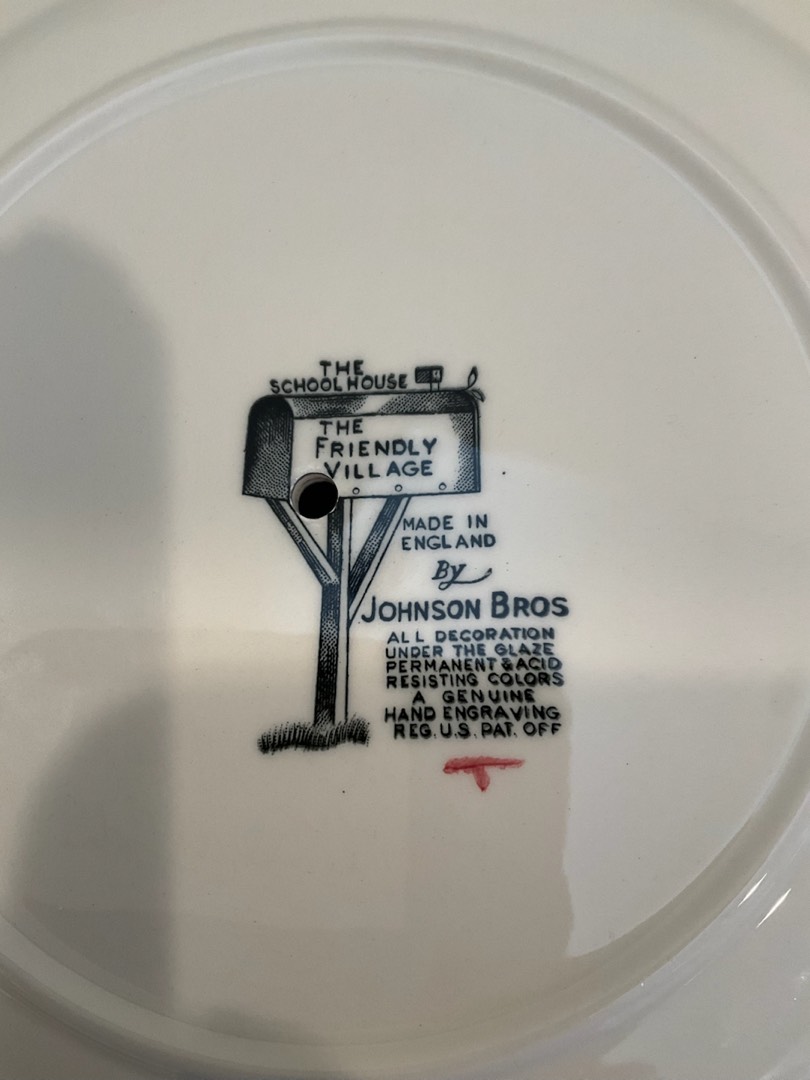 THE
SCHOOL HOUSE
THE
FRIENDLY
VILLAGE
MADE IN
ENGLAND
By
JOHNSON BROS
ALL DECORATION
UNDER THE GLAZE
PERMANENT & ACID
RESISTING COLORS
A GENUINE
HAND ENGRAVING
REG. U.S. PAT. OFF
T